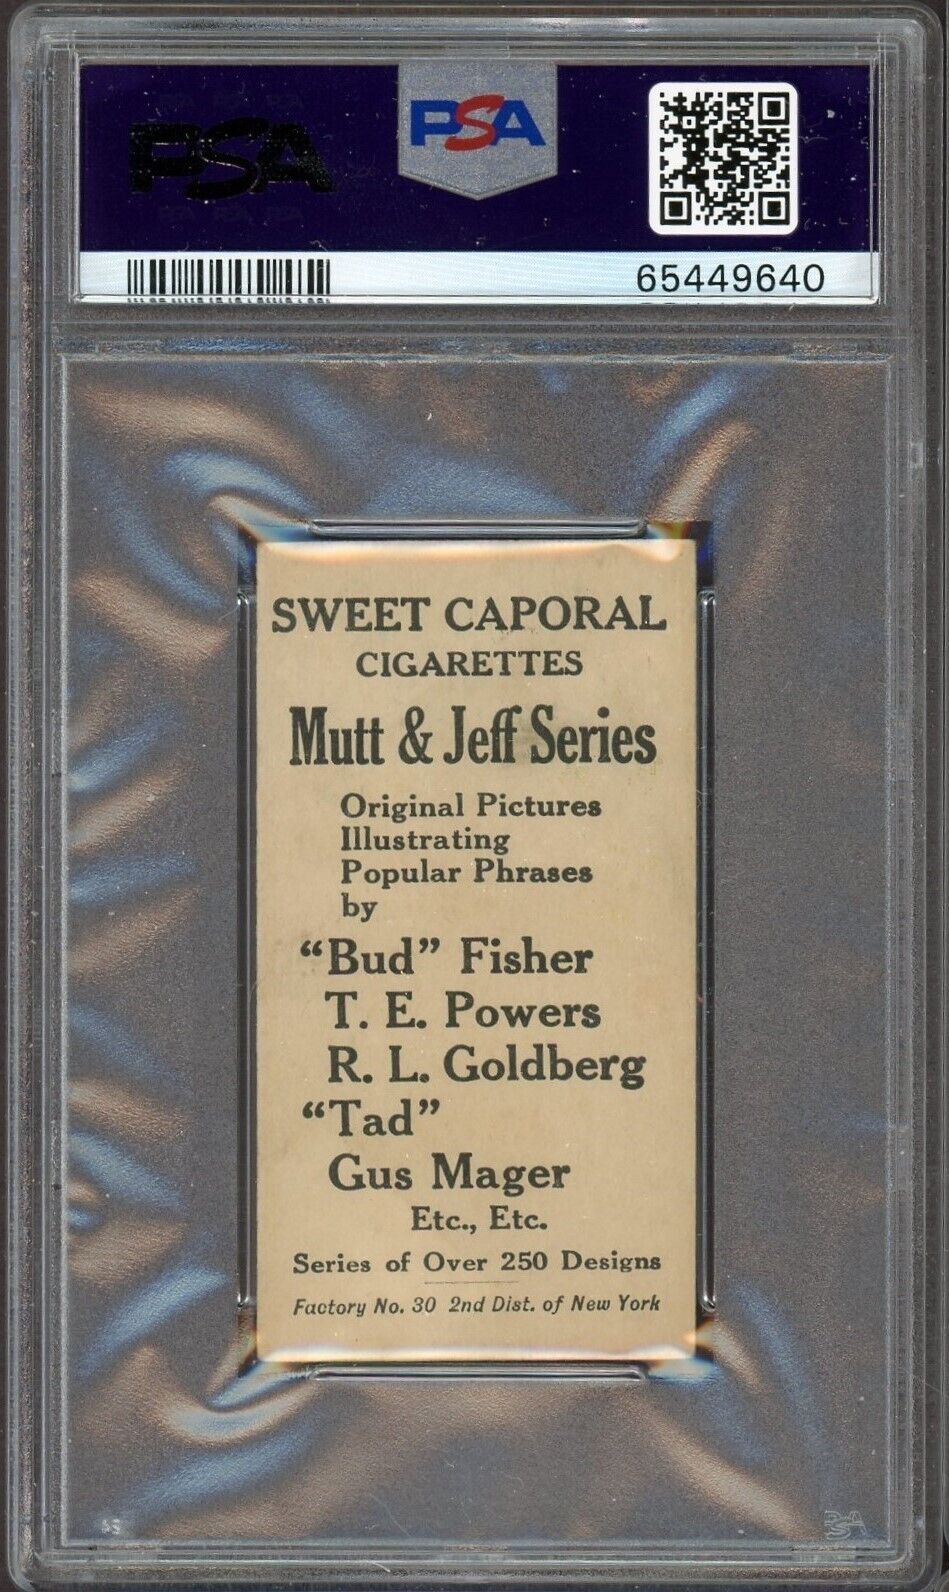 PSA
PSA
65449640
SWEET CAPORAL
CIGARETTES
Mutt & Jeff Series
Original Pictures
Illustrating
Popular Phrases
by
“Bud” Fisher
T. E. Powers
R. L. Goldberg
“Tad”
Gus Mager
Etc., Etc.
Series of Over 250 Designs
Factory No. 30 2nd Dist. of New York
PSA